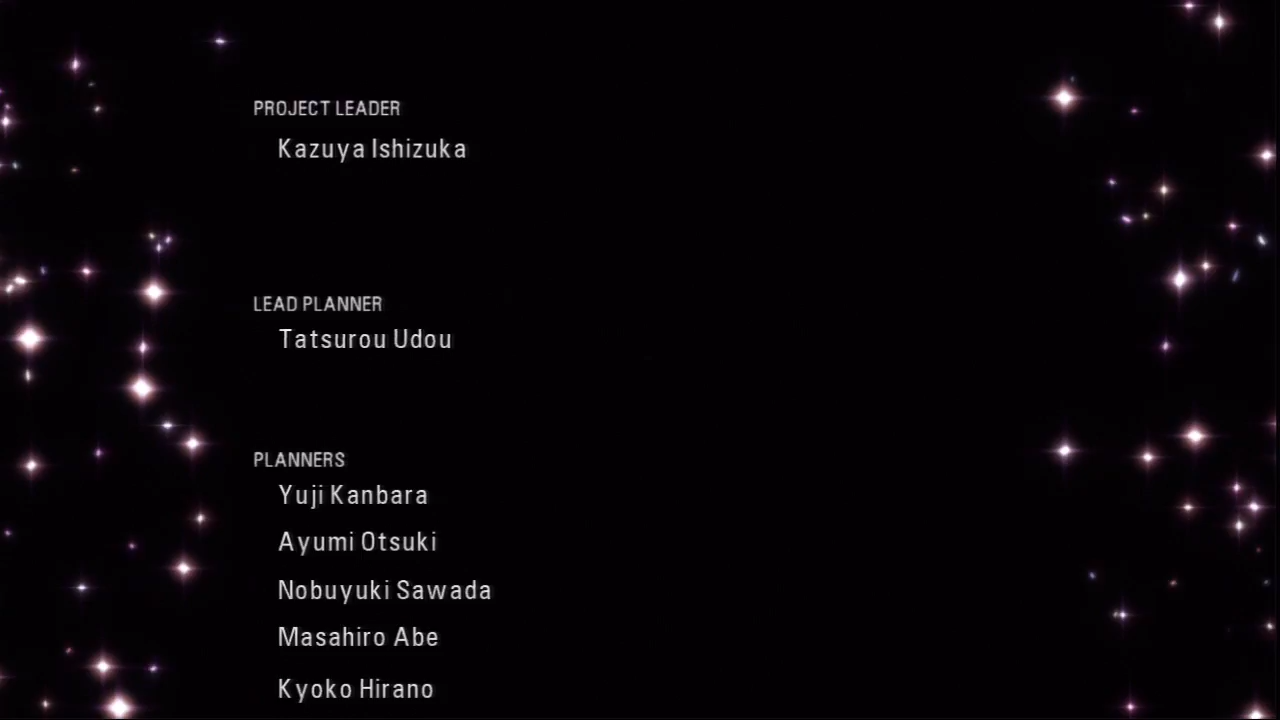 PROJECT LEADER
Kazuya Ishizuka
LEAD PLANNER
Tatsurou Udou
PLANNERS
Yuji Kanbara
Ayumi Otsuki
Nobuyuki Sawada
Masahiro Abe
Kyoko Hirano